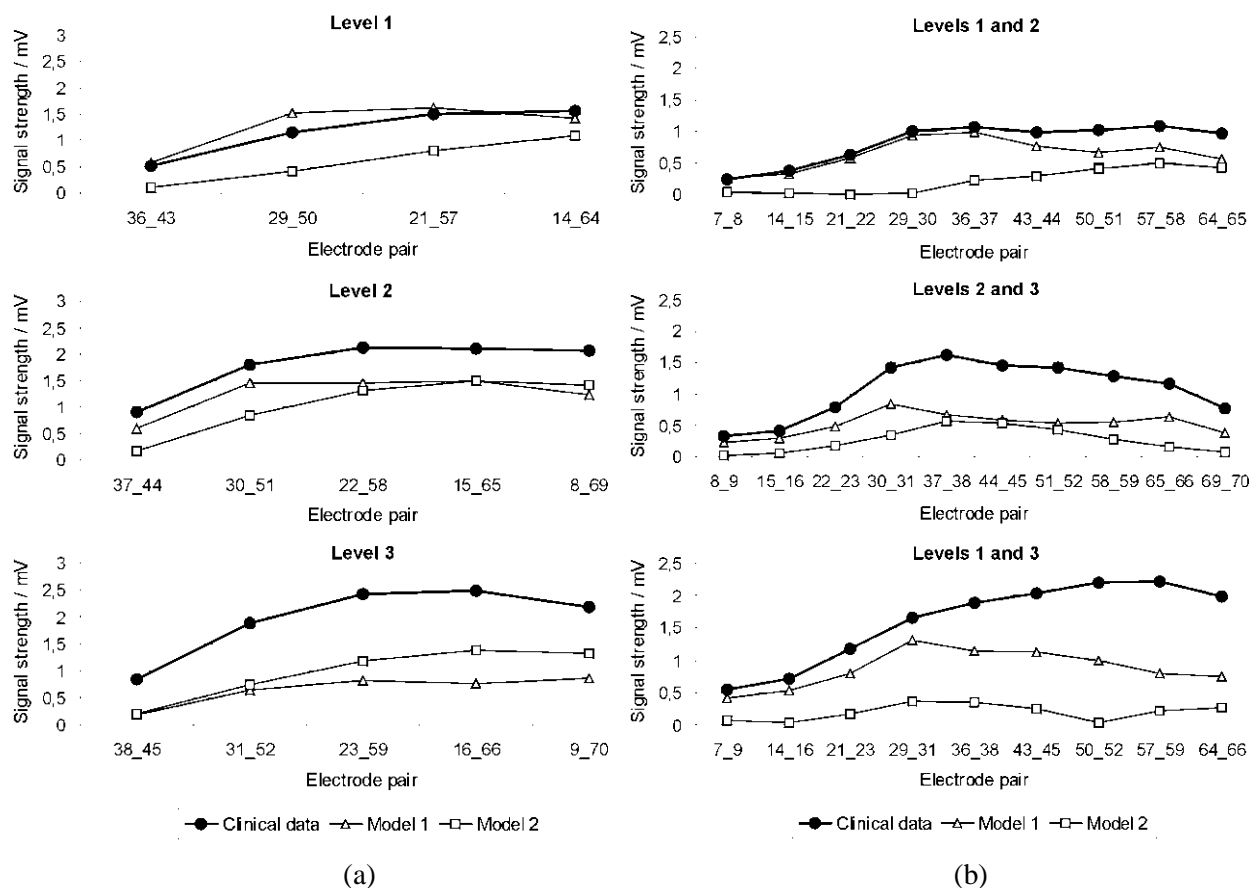 Level 1
Signal strength / mV
3
2,5
2
1,5
1
0,5
0
36_43 29_50 21_57 14_64
Electrode pair
Level 2
Signal strength / mV
3
2,5
2
1,5
1
0,5
0
37_44 30_51 22_58 15_65 8_69
Electrode pair
Level 3
Signal strength / mV
3
2,5
2
1,5
1
0,5
0
38_45 31_52 23_59 16_66 9_70
Electrode pair
Clinical data Model 1 Model 2
(a)
Levels 1 and 2
Signal strength / mV
2,5
2
1,5
1
0,5
0
7_8 14_15 21_22 29_30 36_37 43_44 50_51 57_58 64_65
Electrode pair
Levels 2 and 3
Signal strength / mV
2,5
2
1,5
1
0,5
0
8_9 15_16 22_23 30_31 37_38 44_45 51_52 58_59 65_66 69_70
Electrode pair
Levels 1 and 3
Signal strength / mV
2,5
2
1,5
1
0,5
0
7_9 14_16 21_23 29_31 36_38 43_45 50_52 57_59 64_66
Electrode pair
Clinical data Model 1 Model 2
(b)